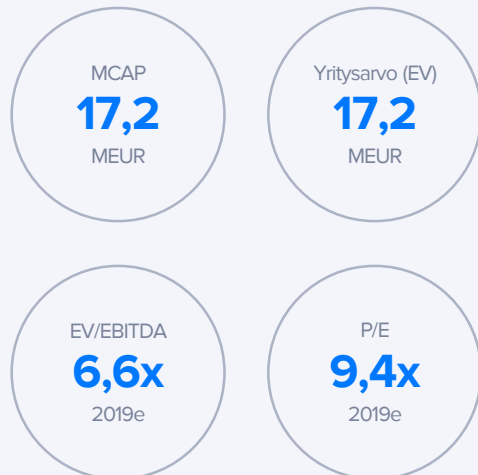 MCAP
17,2
MEUR
Yritysarvo (EV)
17,2
MEUR
EV/EBITDA
6,6x
2019e
P/E
9,4x
2019e